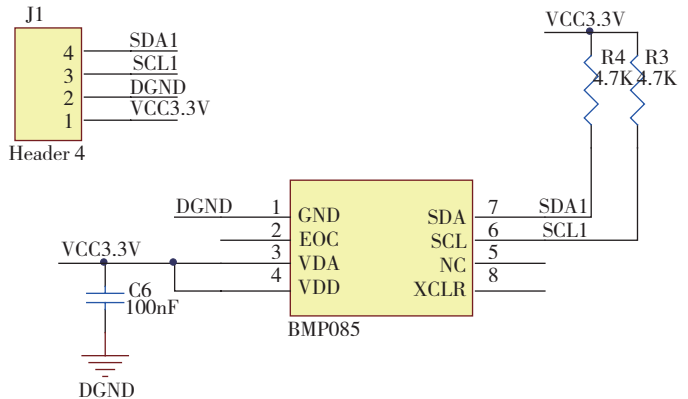 J1
4 SDA1
3 SCL1
2 DGND
1 VCC3.3V
Header 4
VCC3.3V
R4 R3
4.7K 4.7K
DGND 1 GND SDA 7 SDA1
2 EOC SCL 6 SCL1
VCC3.3V 3 VDA NC 5
4 VDD XCLR 8
C6
100nF
BMP085
DGND